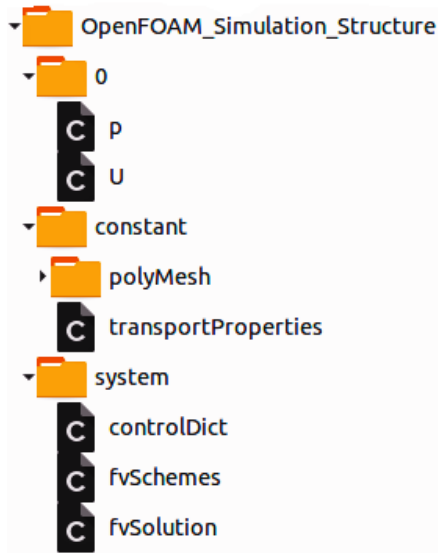 OpenFOAM_Simulation_Structure
0
C p
C U
constant
polyMesh
C transportProperties
system
C controlDict
C fvSchemes
C fvSolution